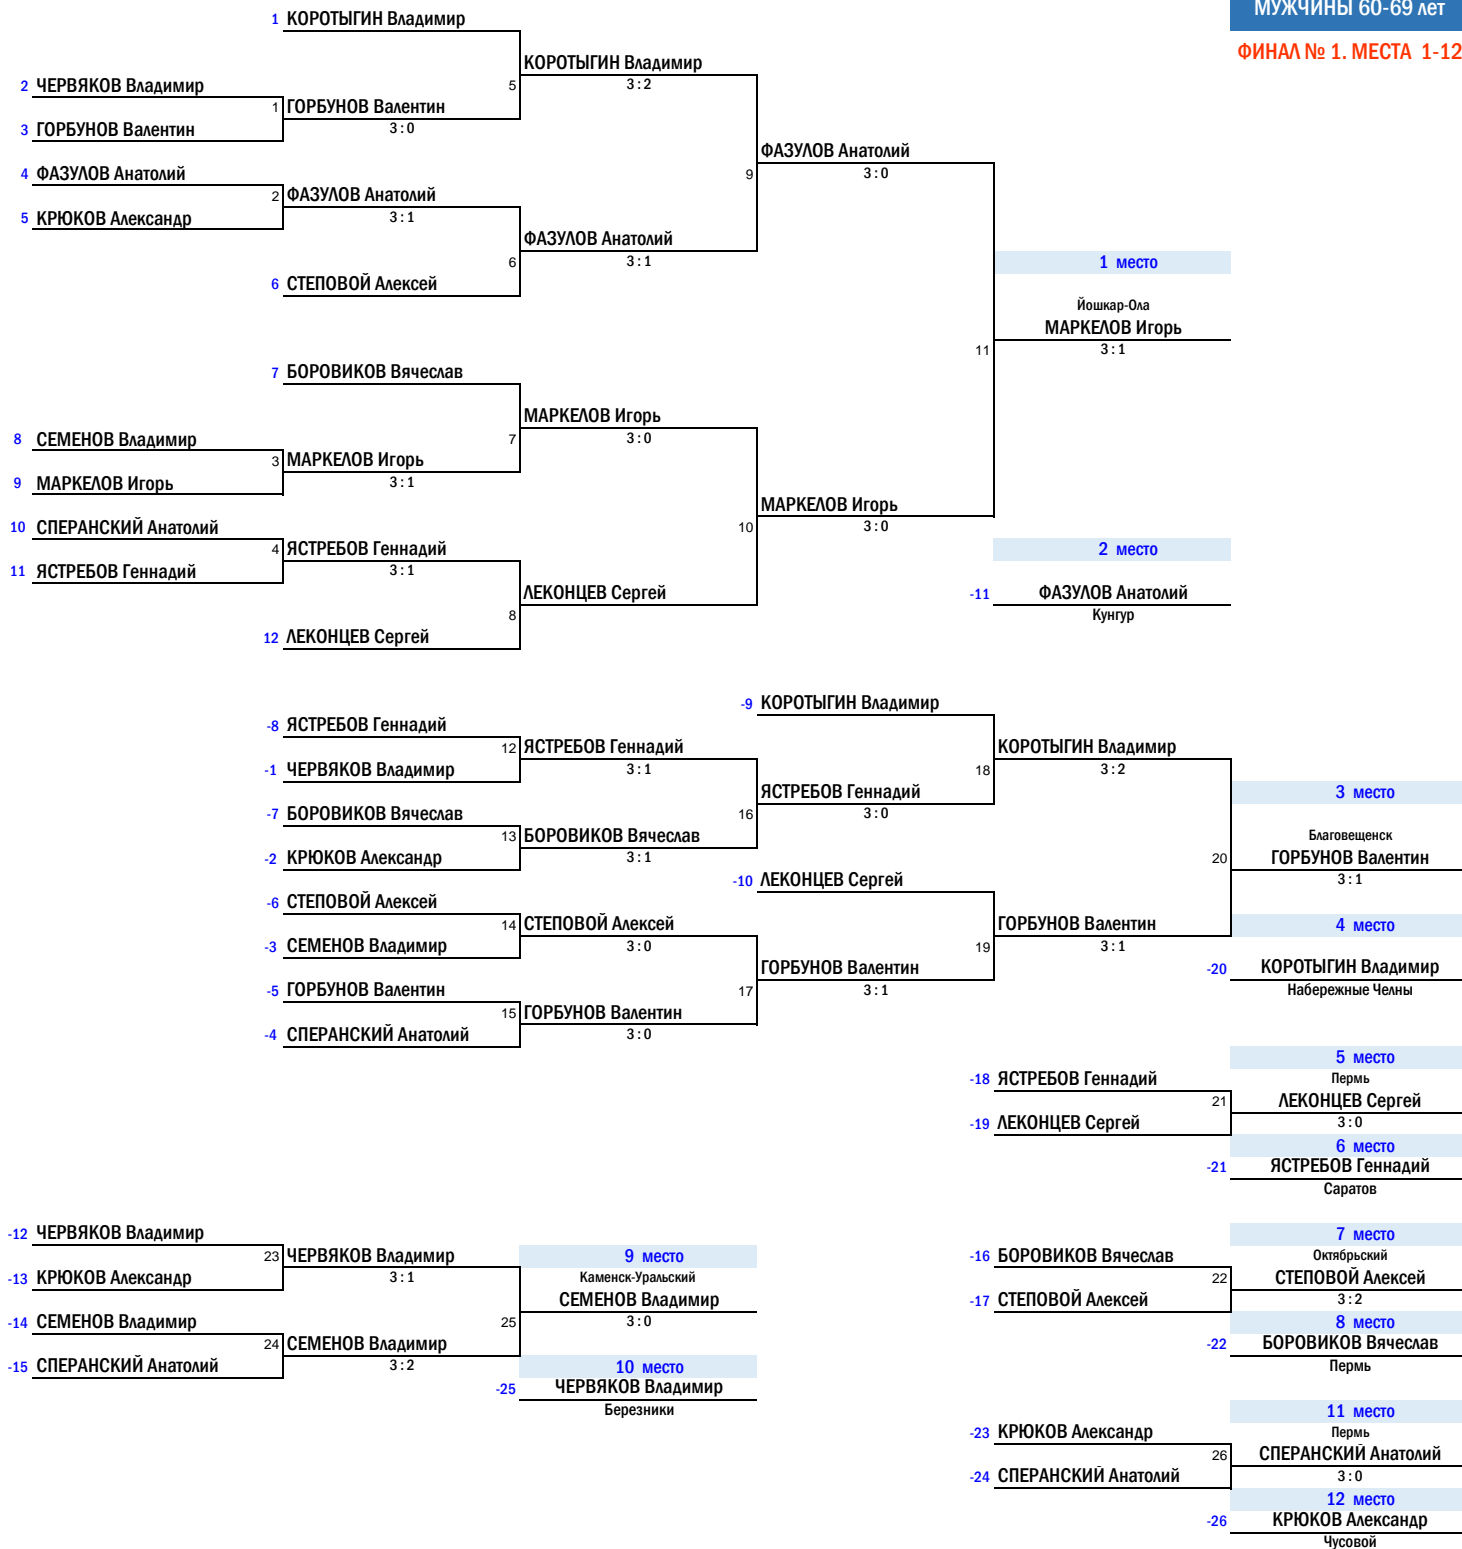 МУЖЧИНЫ 60-69 лет
ФИНАЛ № 1. МЕСТА 1-12
1 КОРОТЫГИН Владимир
КОРОТЫГИН Владимир
2 ЧЕРВЯКОВ Владимир
5
3 : 2
1 ГОРБУНОВ Валентин
3 ГОРБУНОВ Валентин
3 : 0
ФАЗУЛОВ Анатолий
4 ФАЗУЛОВ Анатолий
9
3 : 0
2 ФАЗУЛОВ Анатолий
5 КРЮКОВ Александр
3 : 1
ФАЗУЛОВ Анатолий
6
3 : 1
1 место
6 СТЕПОВОЙ Алексей
Йошкар-Ола
МАРКЕЛОВ Игорь
11
3 : 1
7 БОРОВИКОВ Вячеслав
МАРКЕЛОВ Игорь
8 СЕМЕНОВ Владимир
7
3 : 0
3 МАРКЕЛОВ Игорь
9 МАРКЕЛОВ Игорь
3 : 1
МАРКЕЛОВ Игорь
10 СПЕРАНСКИЙ Анатолий
10
3 : 0
4 ЯСТРЕБОВ Геннадий
2 место
11 ЯСТРЕБОВ Геннадий
3 : 1
ЛЕКОНЦЕВ Сергей
-11 ФАЗУЛОВ Анатолий
8
Кунгур
12 ЛЕКОНЦЕВ Сергей
-9 КОРОТЫГИН Владимир
-8 ЯСТРЕБОВ Геннадий
12 ЯСТРЕБОВ Геннадий
КОРОТЫГИН Владимир
-1 ЧЕРВЯКОВ Владимир
3 : 1
18
3 : 2
ЯСТРЕБОВ Геннадий
3 место
-7 БОРОВИКОВ Вячеслав
16
3 : 0
13 БОРОВИКОВ Вячеслав
Благовещенск
-2 КРЮКОВ Александр
3 : 1
20
ГОРБУНОВ Валентин
-10 ЛЕКОНЦЕВ Сергей
3 : 1
-6 СТЕПОВОЙ Алексей
14 СТЕПОВОЙ Алексей
ГОРБУНОВ Валентин
4 место
-3 СЕМЕНОВ Владимир
3 : 0
19
3 : 1
ГОРБУНОВ Валентин
-20 КОРОТЫГИН Владимир
-5 ГОРБУНОВ Валентин
17
3 : 1
Набережные Челны
15 ГОРБУНОВ Валентин
-4 СПЕРАНСКИЙ Анатолий
3 : 0
5 место
-18 ЯСТРЕБОВ Геннадий
Пермь
21
ЛЕКОНЦЕВ Сергей
-19 ЛЕКОНЦЕВ Сергей
3 : 0
6 место
-21 ЯСТРЕБОВ Геннадий
Саратов
-12 ЧЕРВЯКОВ Владимир
7 место
23 ЧЕРВЯКОВ Владимир
9 место
-16 БОРОВИКОВ Вячеслав
Октябрьский
-13 КРЮКОВ Александр
3 : 1
Каменск-Уральский
22
СТЕПОВОЙ Алексей
СЕМЕНОВ Владимир
-17 СТЕПОВОЙ Алексей
3 : 2
-14 СЕМЕНОВ Владимир
25
3 : 0
8 место
24 СЕМЕНОВ Владимир
-22 БОРОВИКОВ Вячеслав
-15 СПЕРАНСКИЙ Анатолий
3 : 2
10 место
Пермь
-25 ЧЕРВЯКОВ Владимир
Березники
11 место
-23 КРЮКОВ Александр
Пермь
26
СПЕРАНСКИЙ Анатолий
-24 СПЕРАНСКИЙ Анатолий
3 : 0
12 место
-26 КРЮКОВ Александр
Чусовой